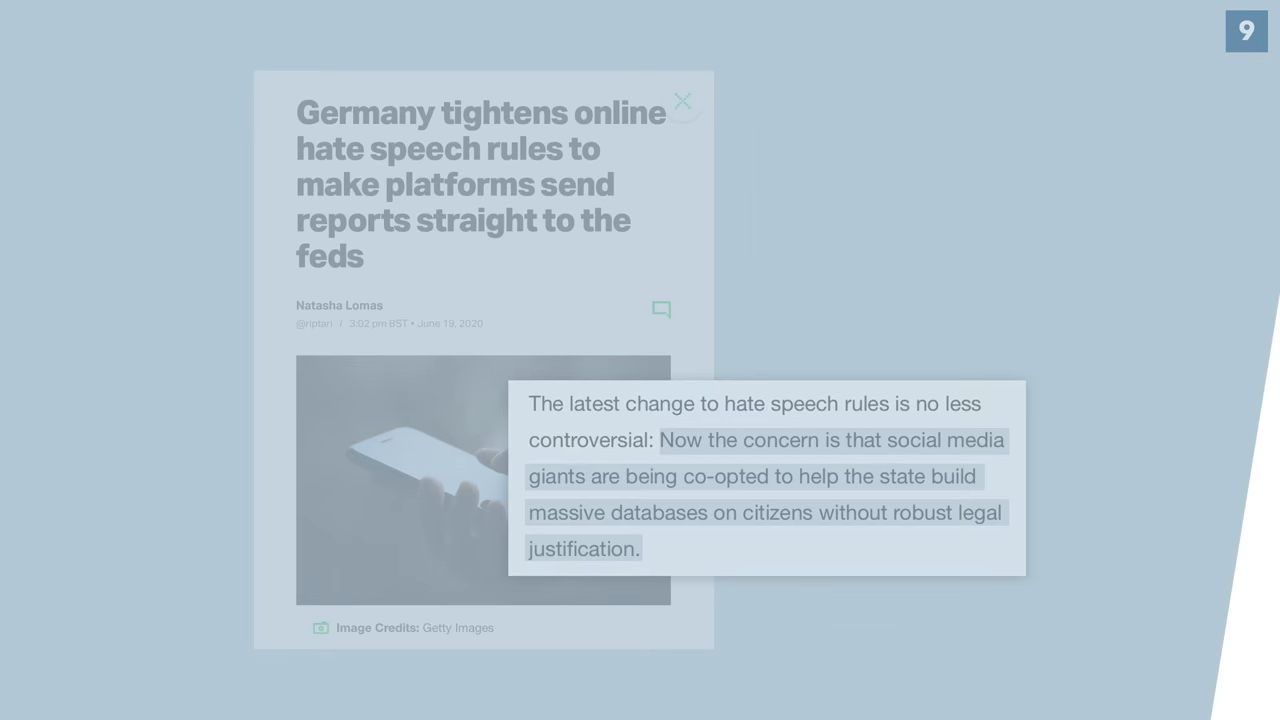 9
Germany tightens online
hate speech rules to
make platforms send
reports straight to the
feds
Natasha Lomas
@riptari / 3:02 pm BST • June 19, 2020
The latest change to hate speech rules is no less
controversial: Now the concern is that social media
giants are being co-opted to help the state build
massive databases on citizens without robust legal
justification.
Image Credits: Getty Images